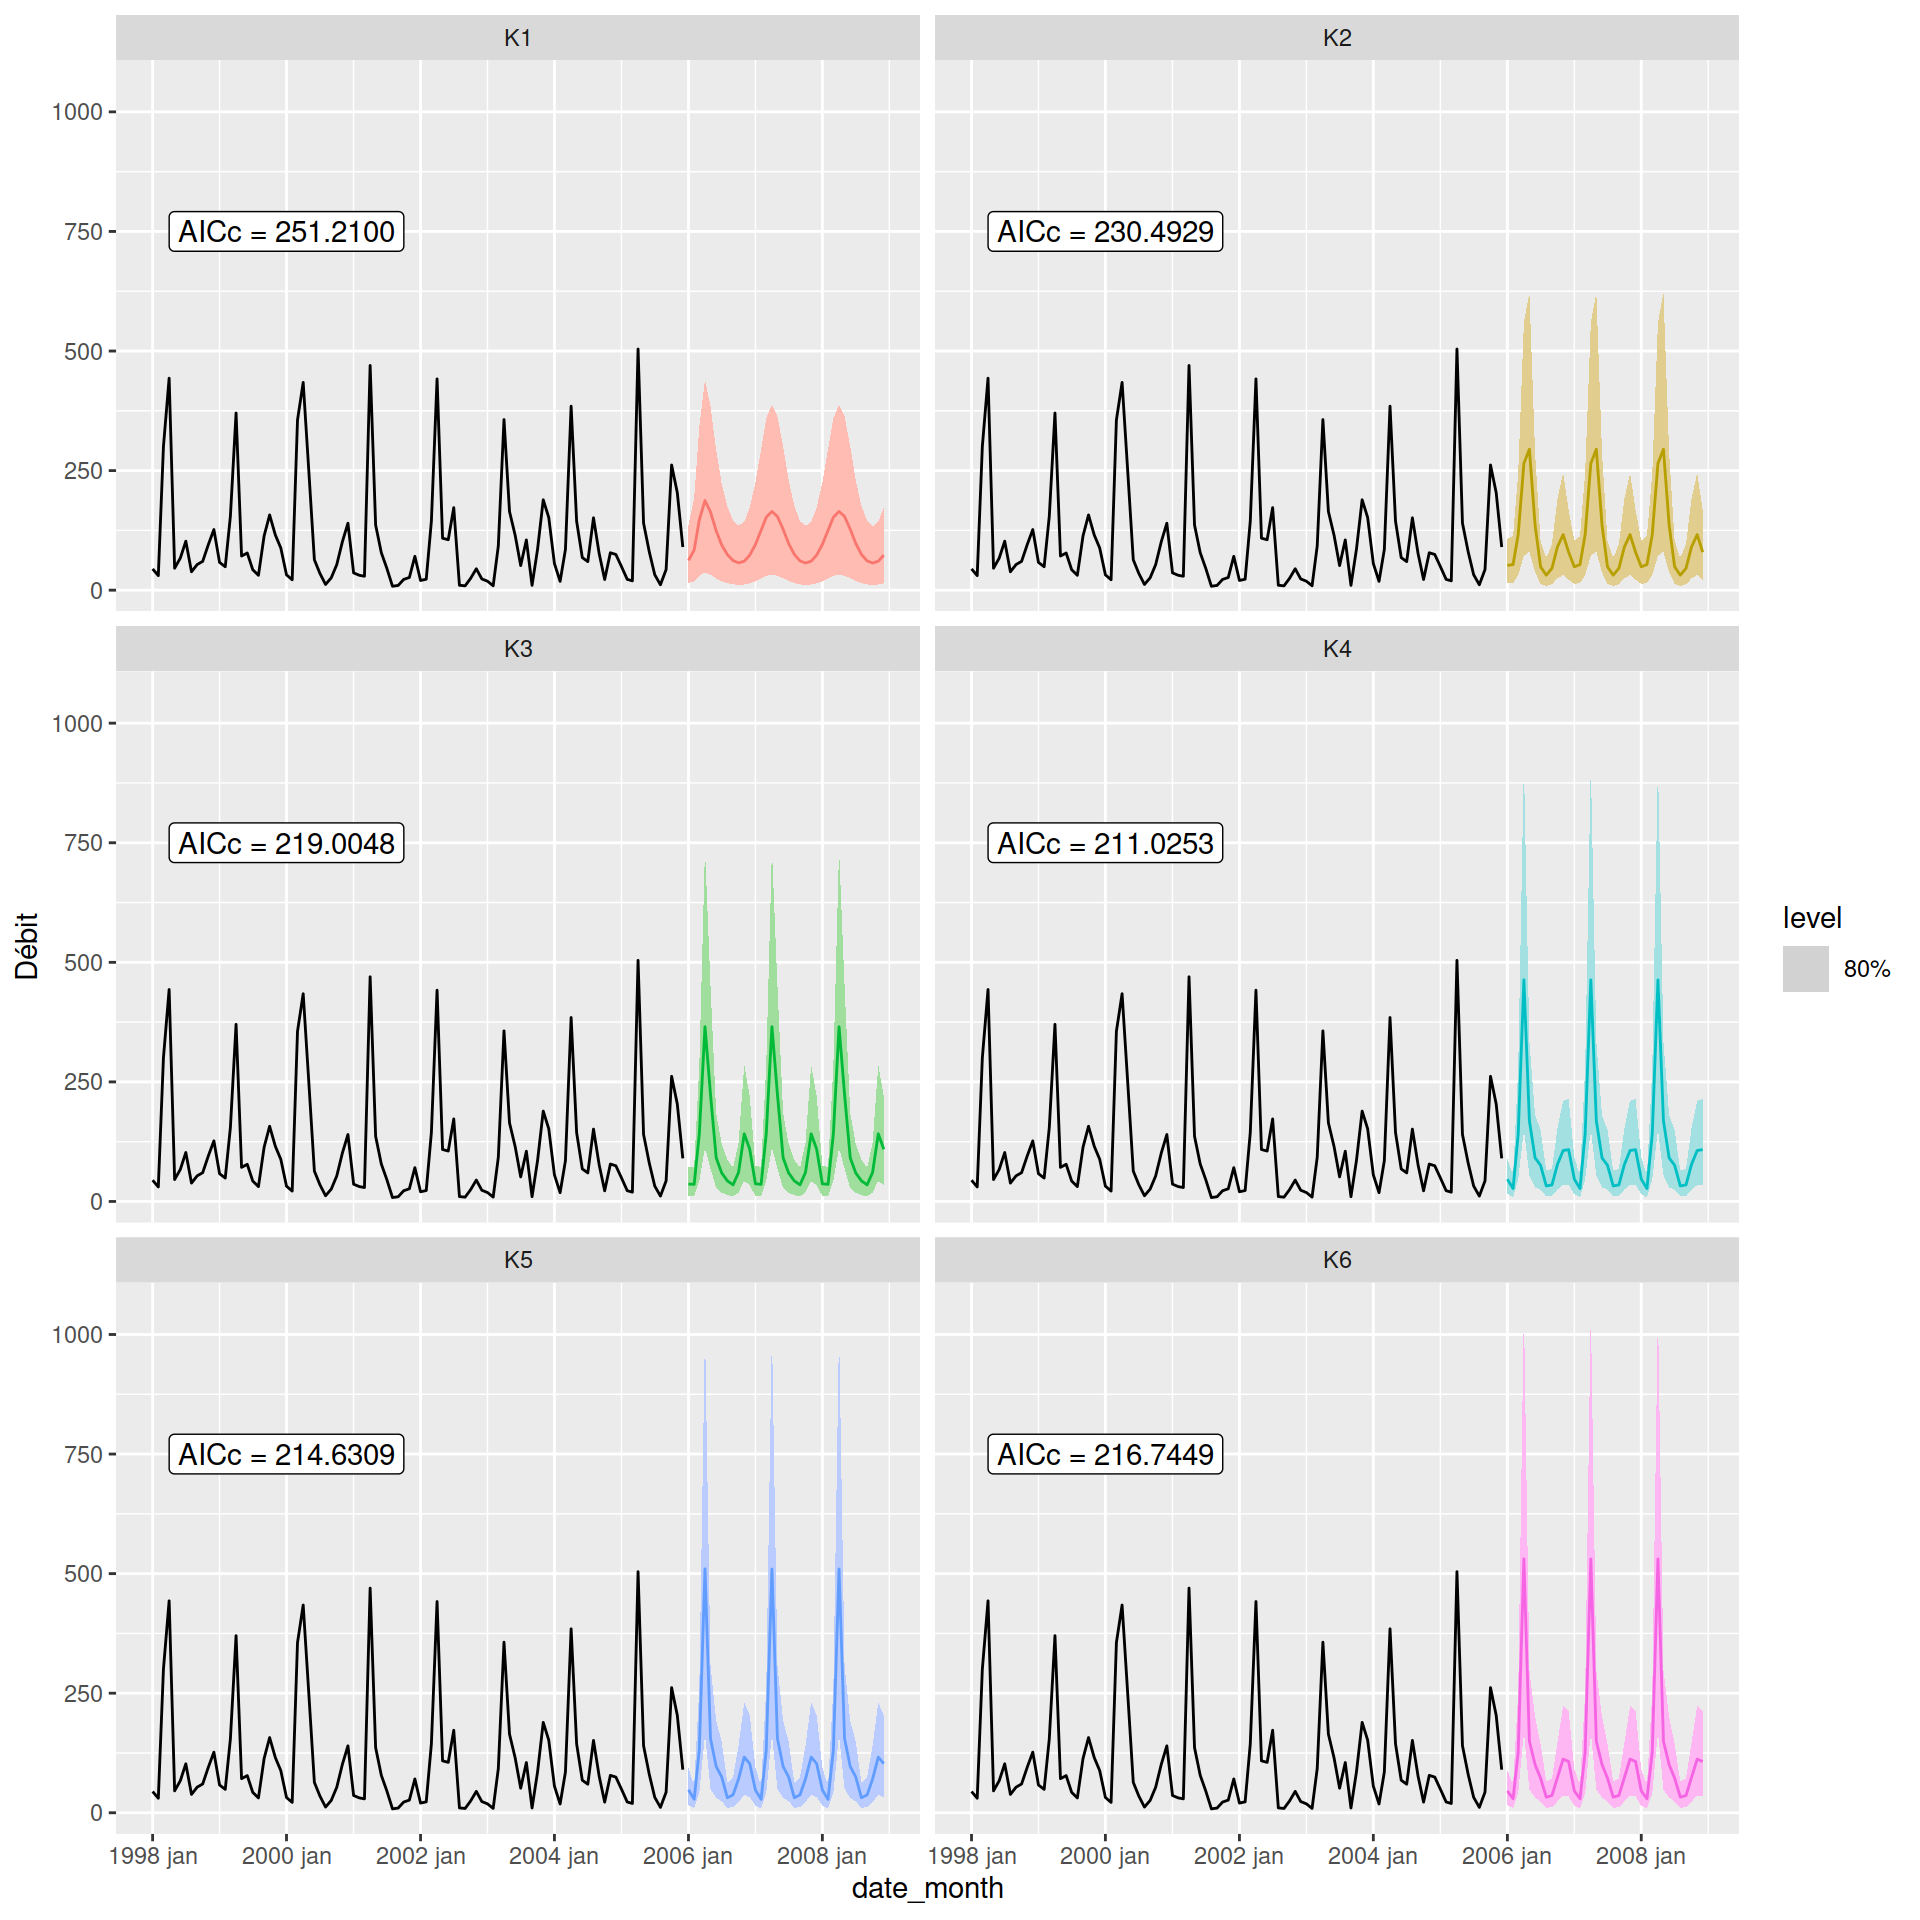 K1
K2
1000
750
500
250
0
AICc = 251.2100
AICc = 230.4929
K3
K4
1000
750
500
250
0
AICc = 219.0048
AICc = 211.0253
Débit
level
80%
K5
K6
1000
750
500
250
0
AICc = 214.6309
AICc = 216.7449
1998 jan 2000 jan 2002 jan 2004 jan 2006 jan 2008 jan
1998 jan 2000 jan 2002 jan 2004 jan 2006 jan 2008 jan
date_month